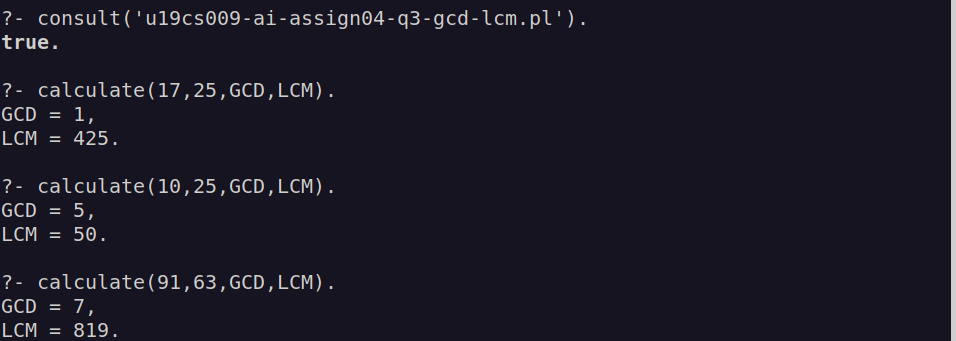 ?- consult('u19cs009-ai-assign04-q3-gcd-lcm.pl').
true.
?- calculate(17,25,GCD,LCM).
GCD = 1,
LCM = 425.
?- calculate(10,25,GCD,LCM).
GCD = 5,
LCM = 50.
?- calculate(91,63,GCD,LCM).
GCD = 7,
LCM = 819.